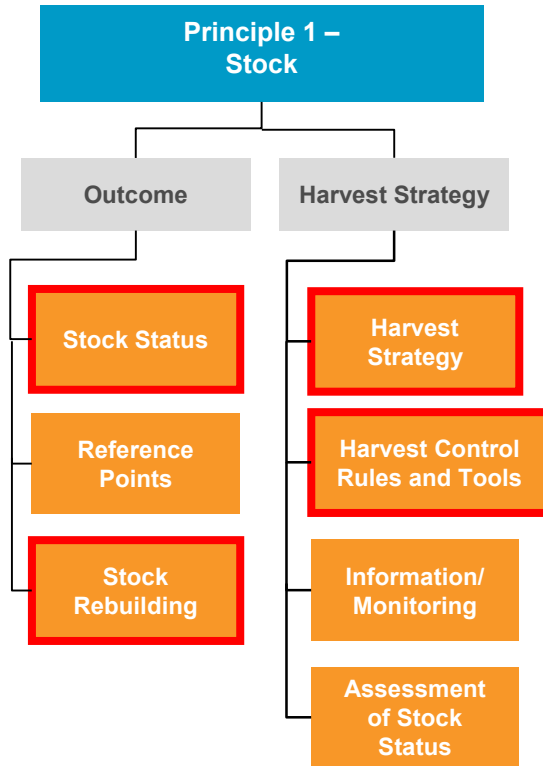 Principle 1 –
Stock
Outcome
Harvest Strategy
Stock Status
Reference
Points
Stock
Rebuilding
Harvest
Strategy
Harvest Control
Rules and Tools
Information/
Monitoring
Assessment
of Stock
Status